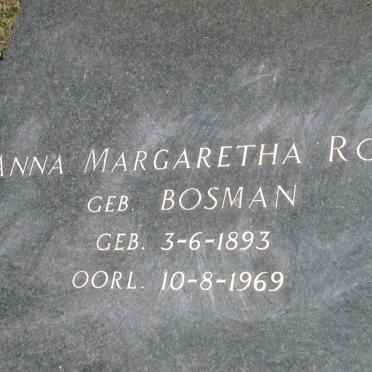 ANNA MARGARETHA
GEB. BOSMAN
GEB. 3-6-1893
OORL. 10-8-1969